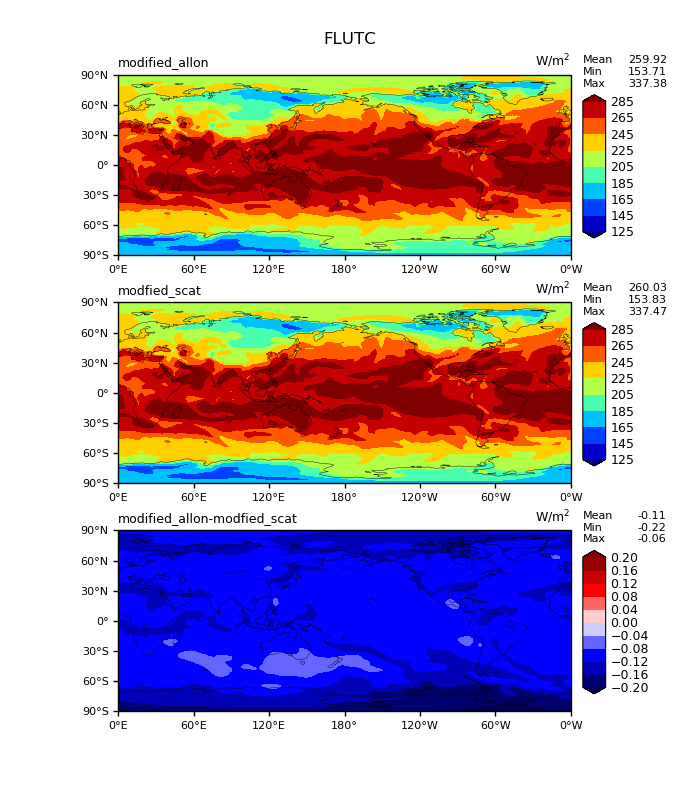 FLUTC
modified_allon W/m2
Mean 259.92
Min 153.71
Max 337.38
90°N
60°N
30°N
0°
30°S
60°S
90°S
0°E 60°E 120°E 180° 120°W 60°W 0°W
285
265
245
225
205
185
165
145
125
modfied_scat W/m2
Mean 260.03
Min 153.83
Max 337.47
90°N
60°N
30°N
0°
30°S
60°S
90°S
0°E 60°E 120°E 180° 120°W 60°W 0°W
285
265
245
225
205
185
165
145
125
modified_allon-modfied_scat W/m2
Mean -0.11
Min -0.22
Max -0.06
90°N
60°N
30°N
0°
30°S
60°S
90°S
0°E 60°E 120°E 180° 120°W 60°W 0°W
0.20
0.16
0.12
0.08
0.04
0.00
−0.04
−0.08
−0.12
−0.16
−0.20